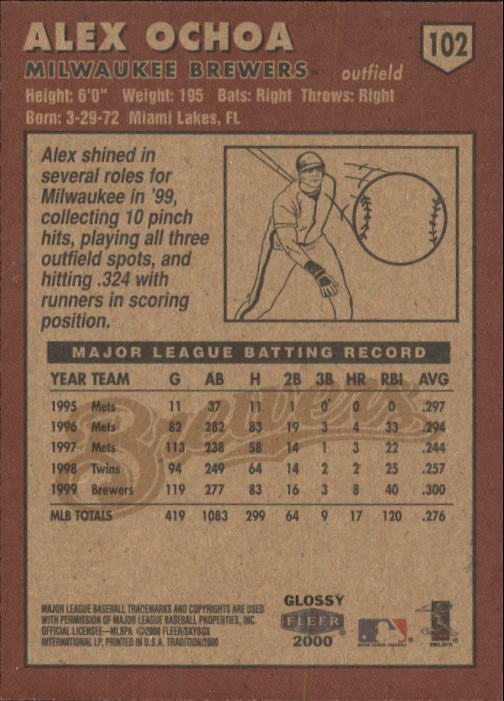 ALEX OCHOA
102
MILWAUKEE BREWERS outfield
Height: 6'0" Weight: 195 Bats: Right Throws: Right
Born: 3-29-72 Miami Lakes, FL
Alex shined in
several roles for
Milwaukee in '99,
collecting 10 pinch
hits, playing all three
outfield spots, and
hitting .324 with
runners in scoring
position.
MAJOR LEAGUE BATTING RECORD
YEAR TEAM G AB H 2B 3B HR RBI AVG
1995 Mets 11 37 11 1 0 0 0 .297
1996 Mets 82 282 83 19 3 4 33 .294
1997 Mets 113 238 58 14 1 3 22 .244
1998 Twins 94 249 64 14 2 2 25 .257
1999 Brewers 119 277 83 16 3 8 40 .300
MLB TOTALS 419 1083 299 64 9 17 120 .276
Brewers
MAJOR LEAGUE BASEBALL TRADEMARKS AND COPYRIGHTS ARE USED
WITH PERMISSION OF MAJOR LEAGUE BASEBALL PROPERTIES, INC.
OFFICIAL LICENSEE—MLBPA ©2000 FLEER/SKYBOX
INTERNATIONAL LP, PRINTED IN U.S.A. TRADITION/2000
GLOSSY
FLEER
2000
MAJOR LEAGUE BASEBALL
©MLBPA